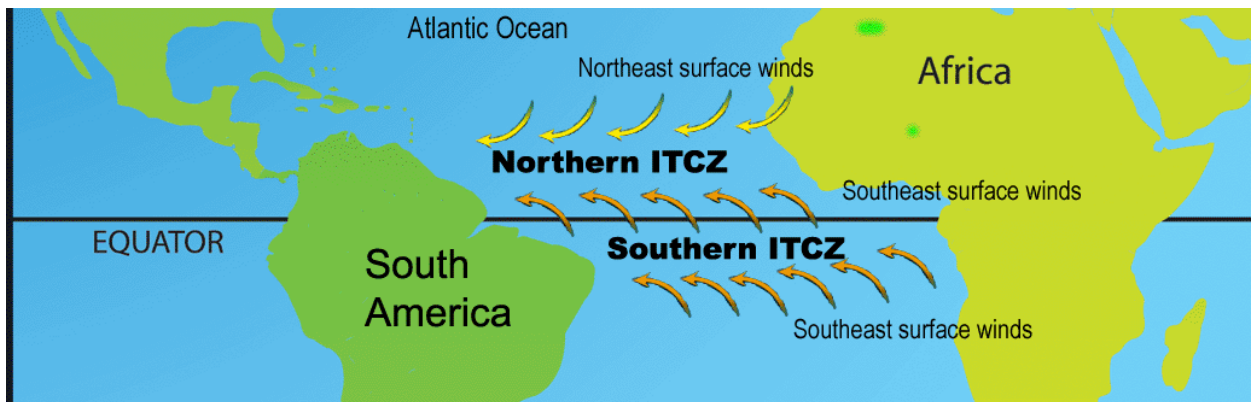 Atlantic Ocean
Northeast surface winds
Africa
Northern ITCZ
Southeast surface winds
EQUATOR
Southern ITCZ
South
America
Southeast surface winds